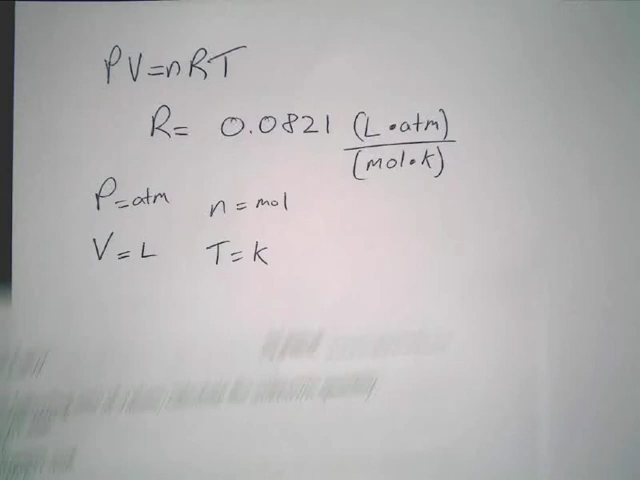 PV=nRT
R= 0.0821 (L•atm)/(mol•k)
P=atm n=mol
V=L T=K